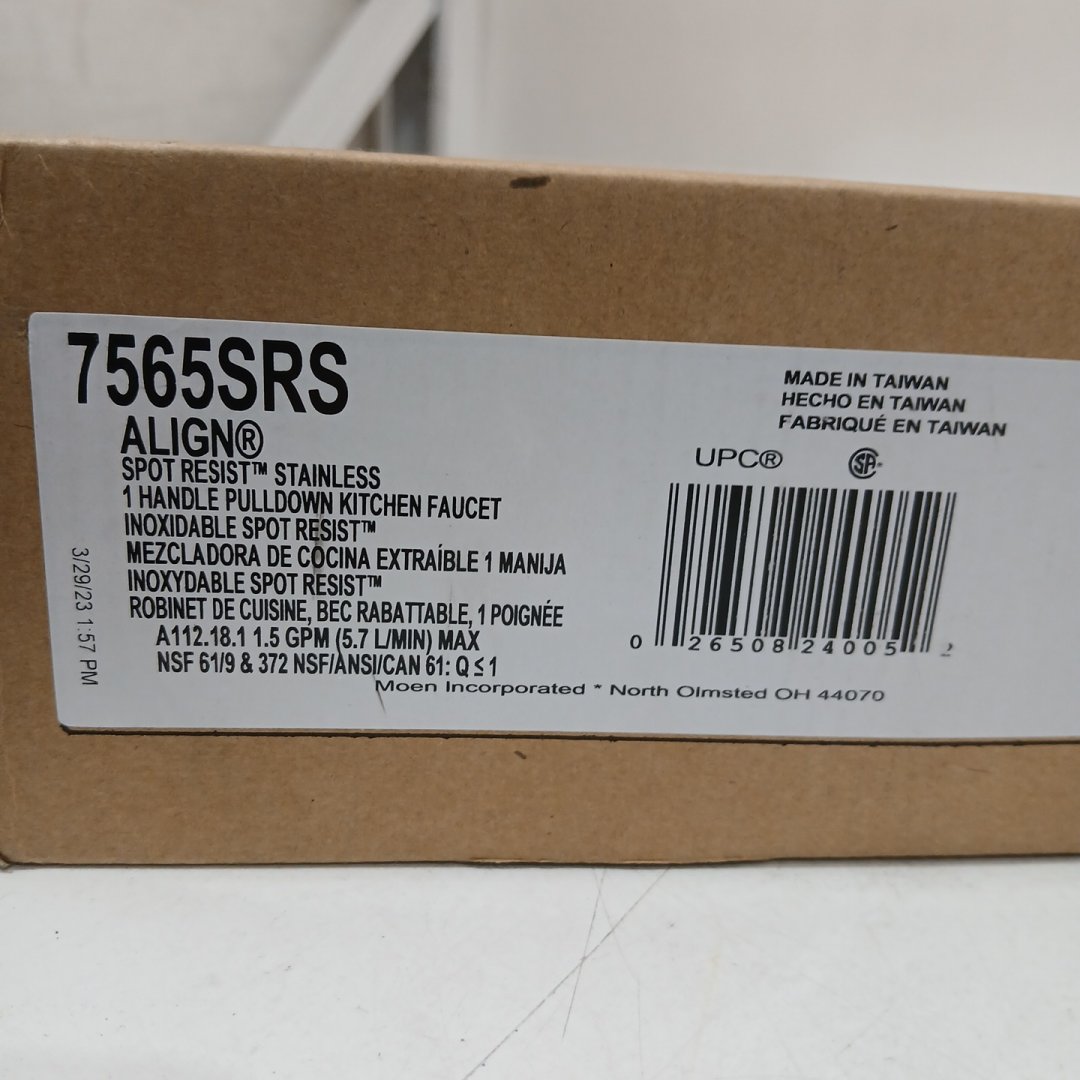 7565SRS
ALIGN®
SPOT RESIST™ STAINLESS
1 HANDLE PULLDOWN KITCHEN FAUCET
INOXIDABLE SPOT RESIST™
MEZCLADORA DE COCINA EXTRAÍBLE 1 MANIJA
INOXYDABLE SPOT RESIST™
ROBINET DE CUISINE, BEC RABATTABLE, 1 POIGNÉE
A112.18.1 1.5 GPM (5.7 L/MIN) MAX
NSF 61/9 & 372 NSF/ANSI/CAN 61: Q ≤ 1
Moen Incorporated * North Olmsted OH 44070
3/29/23 1:57 PM
MADE IN TAIWAN
HECHO EN TAIWAN
FABRIQUÉ EN TAIWAN
UPC® SA®
0 26508 24005 2